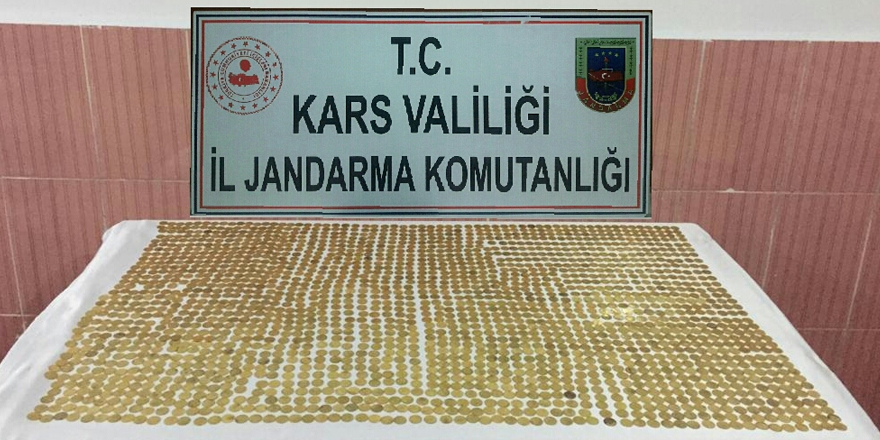 T.C.
KARS VALİLİĞİ
İL JANDARMA KOMUTANLIĞI